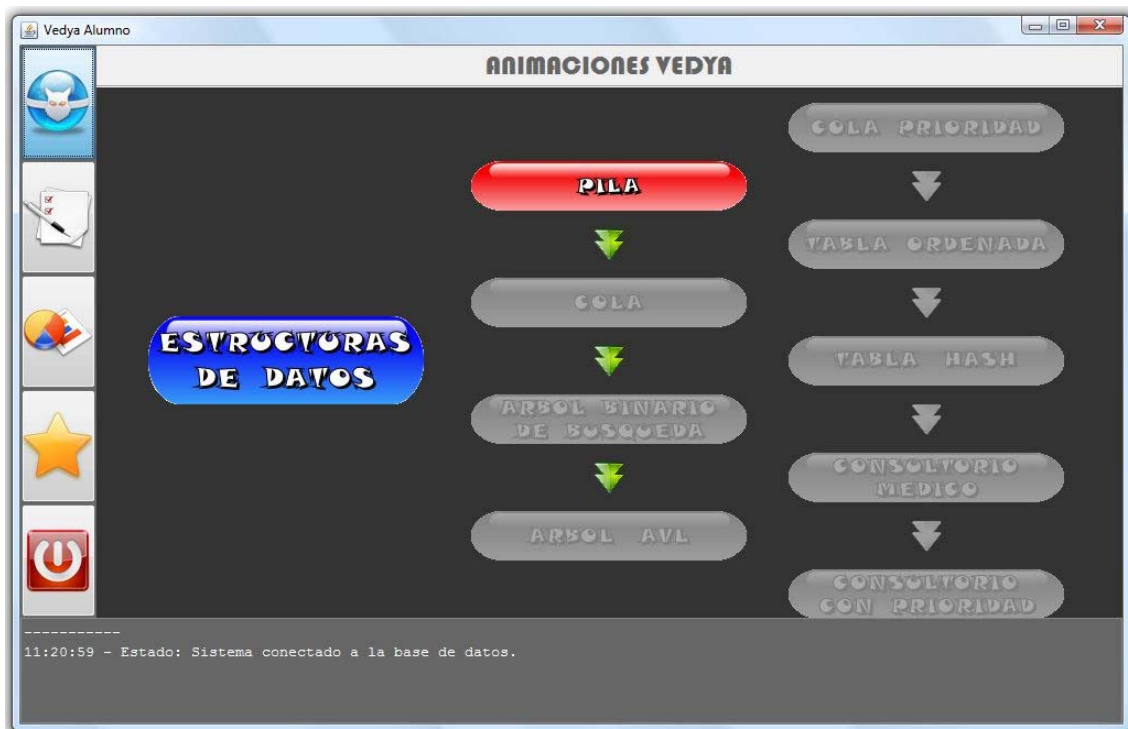 Vedya Alumno
ANIMACIONES VEDYA
ESTRUCTURAS
DE DATOS
PILA
COLA
ARBOL BINARIO
DE BUSQUEDA
ARBOL AVL
COLA PRIORIDAD
TABLA ORDENADA
TABLA HASH
CONSULTORIO
MEDICO
CONSULTORIO
CON PRIORIDAD
-----------
11:20:59 - Estado: Sistema conectado a la base de datos.